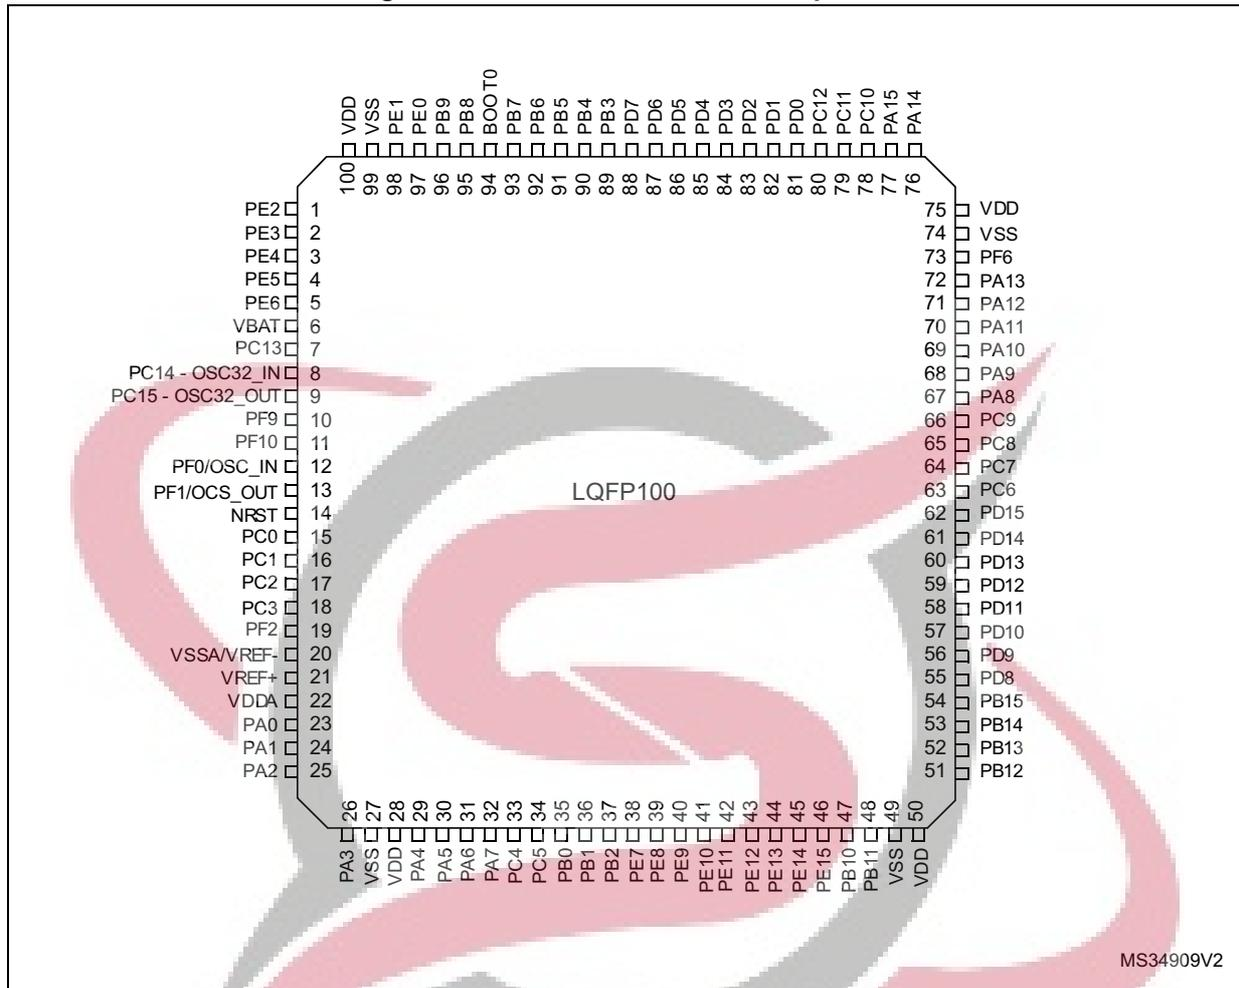 VDD
VSS
PE1
PE0
PB9
PB8
BOOT0
PB7
PB6
PB5
PB4
PB3
PD7
PD6
PD5
PD4
PD3
PD2
PD1
PD0
PC12
PC11
PC10
PA15
PA14
100
99
98
97
96
95
94
93
92
91
90
89
88
87
86
85
84
83
82
81
80
79
78
77
76
PE2 1
PE3 2
PE4 3
PE5 4
PE6 5
VBAT 6
PC13 7
PC14 - OSC32_IN 8
PC15 - OSC32_OUT 9
PF9 10
PF10 11
PF0/OSC_IN 12
PF1/OCS_OUT 13
NRST 14
PC0 15
PC1 16
PC2 17
PC3 18
PF2 19
VSSA/VREF- 20
VREF+ 21
VDDA 22
PA0 23
PA1 24
PA2 25
LQFP100
75 VDD
74 VSS
73 PF6
72 PA13
71 PA12
70 PA11
69 PA10
68 PA9
67 PA8
66 PC9
65 PC8
64 PC7
63 PC6
62 PD15
61 PD14
60 PD13
59 PD12
58 PD11
57 PD10
56 PD9
55 PD8
54 PB15
53 PB14
52 PB13
51 PB12
26
27
28
29
30
31
32
33
34
35
36
37
38
39
40
41
42
43
44
45
46
47
48
49
50
PA3
VSS
VDD
PA4
PA5
PA6
PA7
PC4
PC5
PB0
PB1
PB2
PE7
PE8
PE9
PE10
PE11
PE12
PE13
PE14
PE15
PB10
PB11
VSS
VDD
MS34909V2